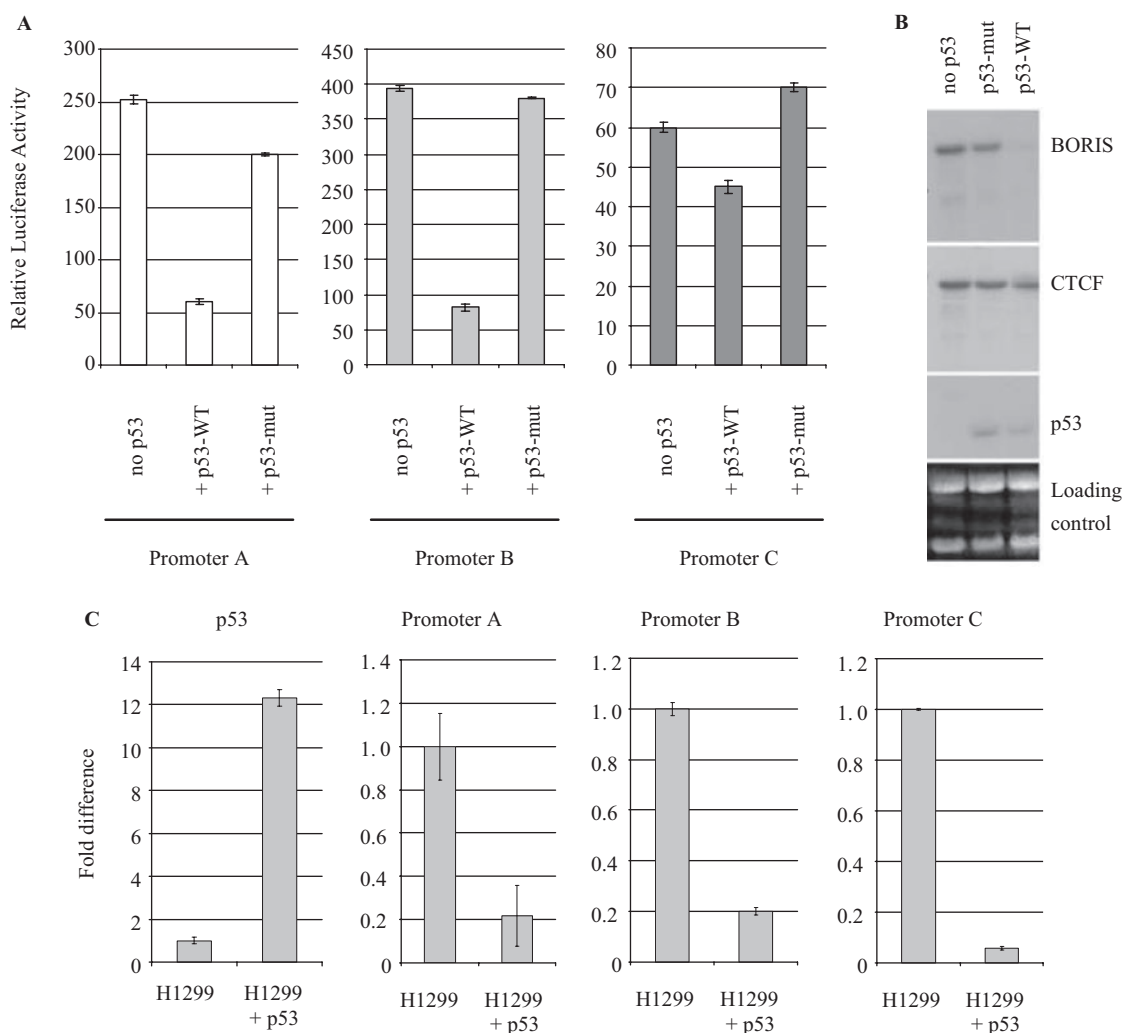 A
Relative Luciferase Activity
300
250
200
150
100
50
0
no p53
+ p53-WT
+ p53-mut
Promoter A
450
400
350
300
250
200
150
100
50
0
no p53
+ p53-WT
+ p53-mut
Promoter B
80
70
60
50
40
30
20
10
0
no p53
+ p53-WT
+ p53-mut
Promoter C
B
no p53
p53-mut
p53-WT
BORIS
CTCF
p53
Loading
control
C
Fold difference
p53
14
12
10
8
6
4
2
0
H1299
H1299
+ p53
Promoter A
1.4
1.2
1.0
0.8
0.6
0.4
0.2
0
H1299
H1299
+ p53
Promoter B
1.2
1.0
0.8
0.6
0.4
0.2
0
H1299
H1299
+ p53
Promoter C
1.2
1.0
0.8
0.6
0.4
0.2
0
H1299
H1299
+ p53